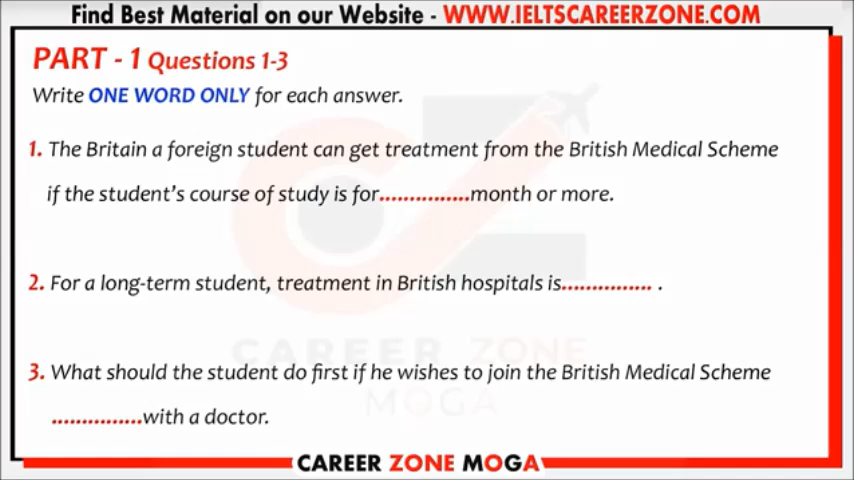 Find Best Material on our Website - WWW.IELTSCAREERZONE.COM
PART - 1 Questions 1-3
Write ONE WORD ONLY for each answer.
1. The Britain a foreign student can get treatment from the British Medical Scheme
if the student's course of study is for...............month or more.
2. For a long-term student, treatment in British hospitals is............... .
3. What should the student do first if he wishes to join the British Medical Scheme
...............with a doctor.
CAREER ZONE
MOGA
CAREER ZONE MOGA